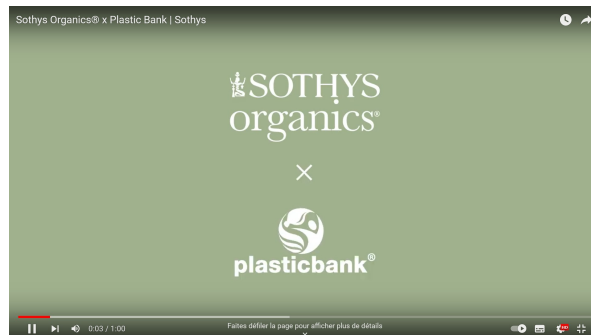 Sothys Organics® x Plastic Bank | Sothys
SOTHYS
organics®
×
plasticbank®
0:03 / 1:00
Faites défiler la page pour afficher plus de détails
HD